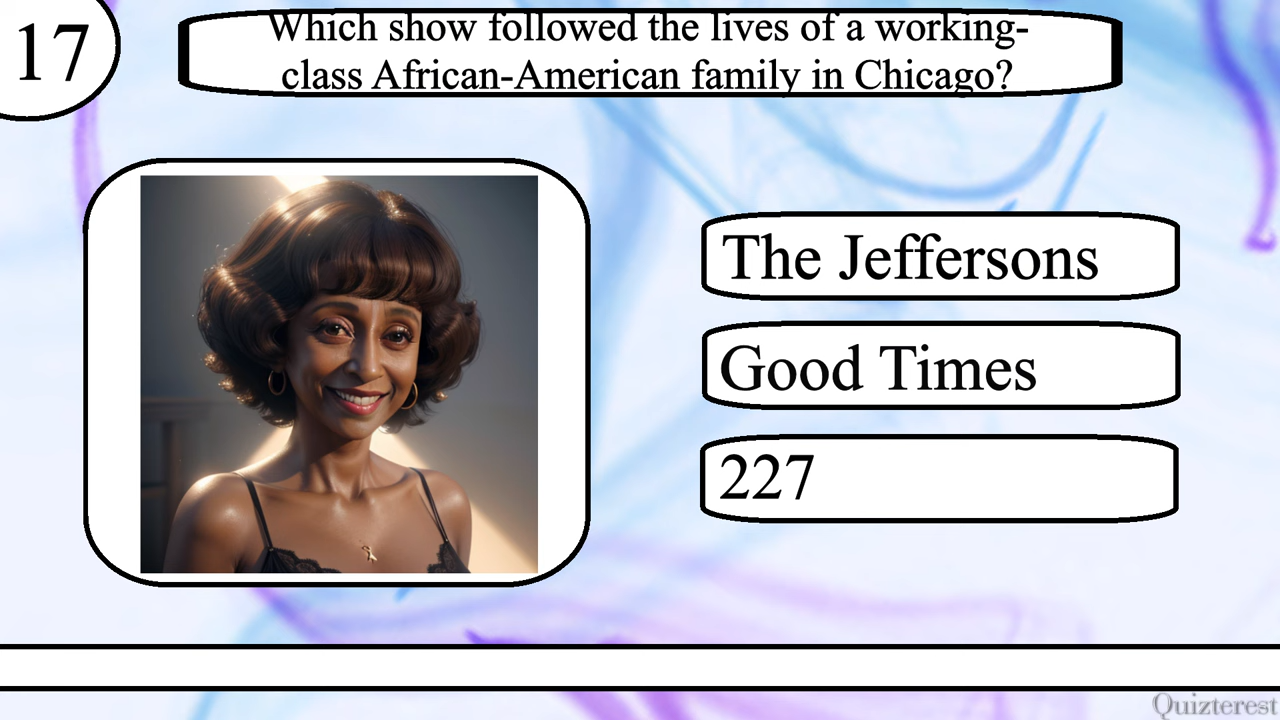 17
Which show followed the lives of a working-
class African-American family in Chicago?
The Jeffersons
Good Times
227
Quizterest